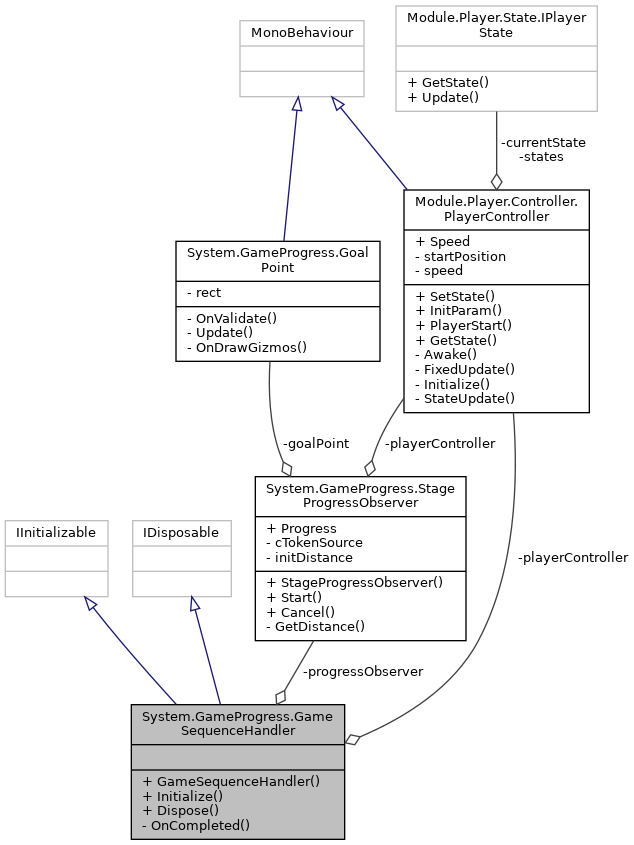 MonoBehaviour
Module.Player.State.IPlayer
State
+ GetState()
+ Update()
-currentState
-states
Module.Player.Controller.
PlayerController
+ Speed
- startPosition
- speed
+ SetState()
+ InitParam()
+ PlayerStart()
+ GetState()
- Awake()
- FixedUpdate()
- Initialize()
- StateUpdate()
System.GameProgress.Goal
Point
- rect
- OnValidate()
- Update()
- OnDrawGizmos()
-goalPoint
-playerController
System.GameProgress.Stage
ProgressObserver
+ Progress
- cTokenSource
- initDistance
+ StageProgressObserver()
+ Start()
+ Cancel()
- GetDistance()
IInitializable
IDisposable
-playerController
-progressObserver
System.GameProgress.Game
SequenceHandler
+ GameSequenceHandler()
+ Initialize()
+ Dispose()
- OnCompleted()